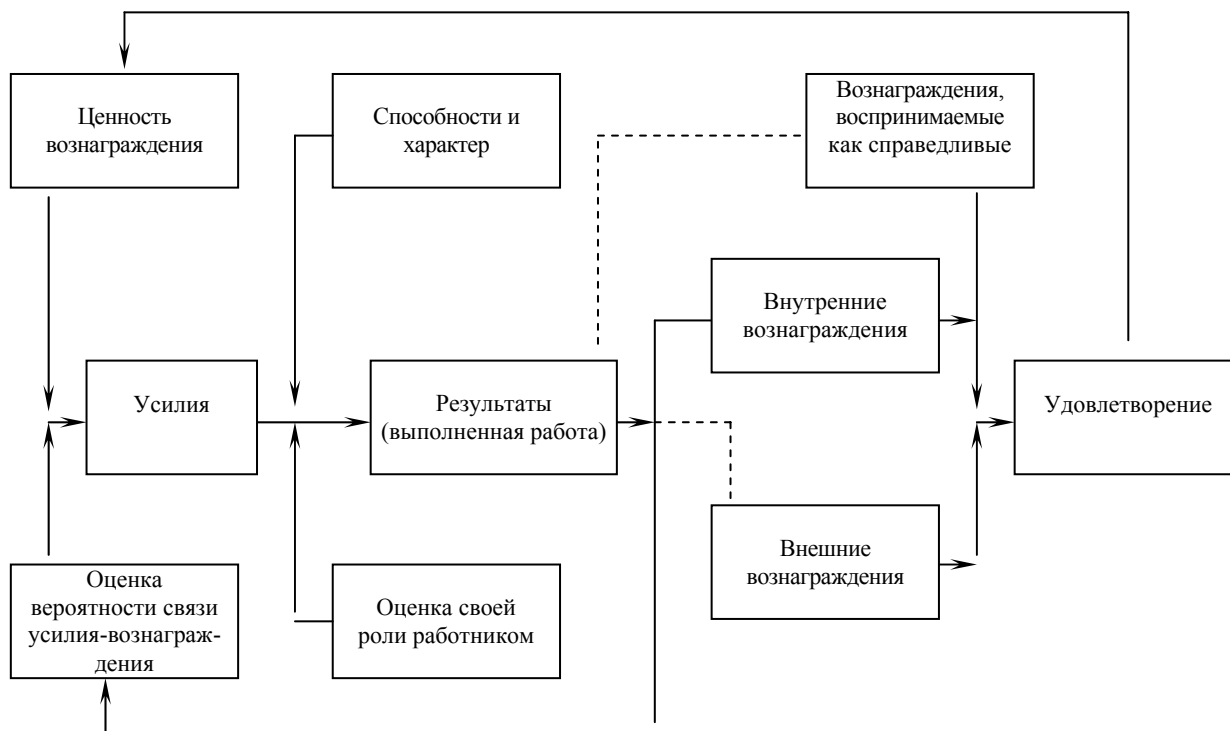 Ценность
вознаграждения
Способности и
характер
Вознаграждения,
воспринимаемые
как справедливые
Внутренние
вознаграждения
Усилия
Результаты
(выполненная работа)
Удовлетворение
Внешние
вознаграждения
Оценка
вероятности связи
усилия-вознаграж-
дения
Оценка своей
роли работником